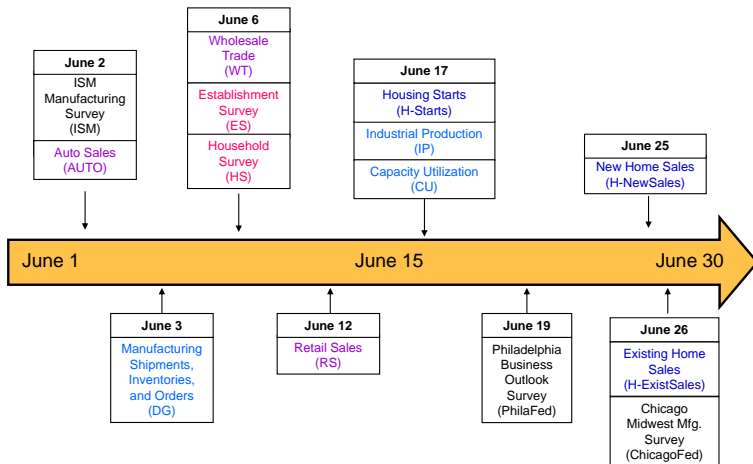 June 2
ISM
Manufacturing
Survey
(ISM)
Auto Sales
(AUTO)
June 6
Wholesale
Trade
(WT)
Establishment
Survey
(ES)
Household
Survey
(HS)
June 17
Housing Starts
(H-Starts)
Industrial Production
(IP)
Capacity Utilization
(CU)
June 25
New Home Sales
(H-NewSales)
June 1
June 15
June 30
June 3
Manufacturing
Shipments,
Inventories,
and Orders
(DG)
June 12
Retail Sales
(RS)
June 19
Philadelphia
Business
Outlook
Survey
(PhilaFed)
June 26
Existing Home
Sales
(H-ExistSales)
Chicago
Midwest Mfg.
Survey
(ChicagoFed)